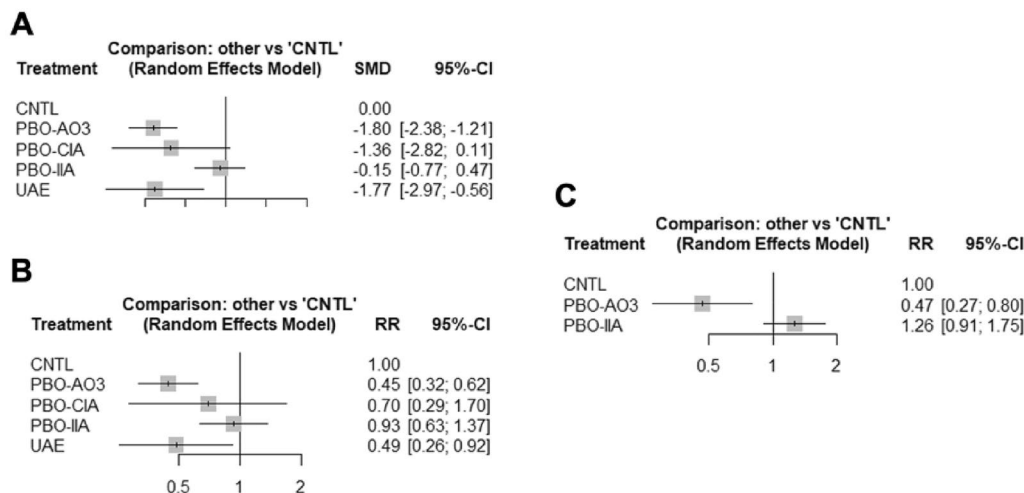 A
Comparison: other vs 'CNTL'
Treatment (Random Effects Model) SMD 95%-CI
CNTL 0.00
PBO-AO3 -1.80 [-2.38; -1.21]
PBO-CIA -1.36 [-2.82; 0.11]
PBO-IIA -0.15 [-0.77; 0.47]
UAE -1.77 [-2.97; -0.56]
B
Comparison: other vs 'CNTL'
Treatment (Random Effects Model) RR 95%-CI
CNTL 1.00
PBO-AO3 0.45 [0.32; 0.62]
PBO-CIA 0.70 [0.29; 1.70]
PBO-IIA 0.93 [0.63; 1.37]
UAE 0.49 [0.26; 0.92]
0.5 1 2
C
Comparison: other vs 'CNTL'
Treatment (Random Effects Model) RR 95%-CI
CNTL 1.00
PBO-AO3 0.47 [0.27; 0.80]
PBO-IIA 1.26 [0.91; 1.75]
0.5 1 2